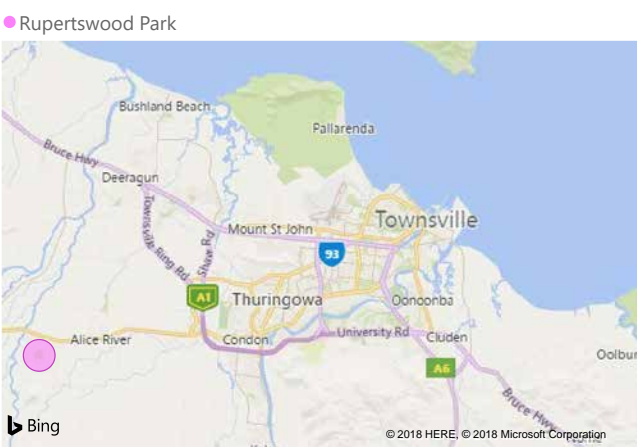 Rupertswood Park
Bushland Beach
Pallarenda
Bruce Hwy
Deeragun
Townsville Ring Rd
Shaw Rd
Mount St John
Townsville
93
A1
Thuringowa
Oonoonba
Alice River
Condon
University Rd
Cluden
Oolbu
A6
Bruce Hwy
Bing
© 2018 HERE, © 2018 Microsoft Corporation